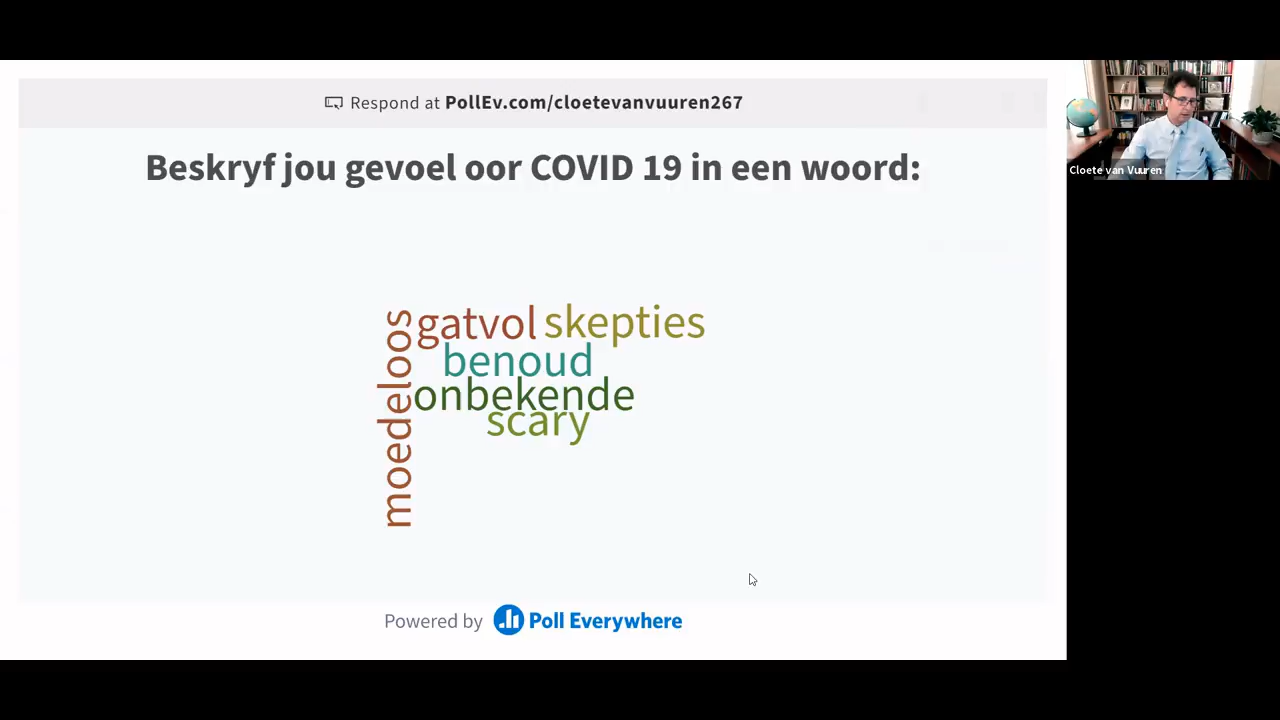 Respond at PollEv.com/cloetevanvuuren267
Beskryf jou gevoel oor COVID 19 in een woord:
moedeloos
gatvol skepties
benoud
onbekende
scary
Powered by Poll Everywhere
Cloete van Vuuren